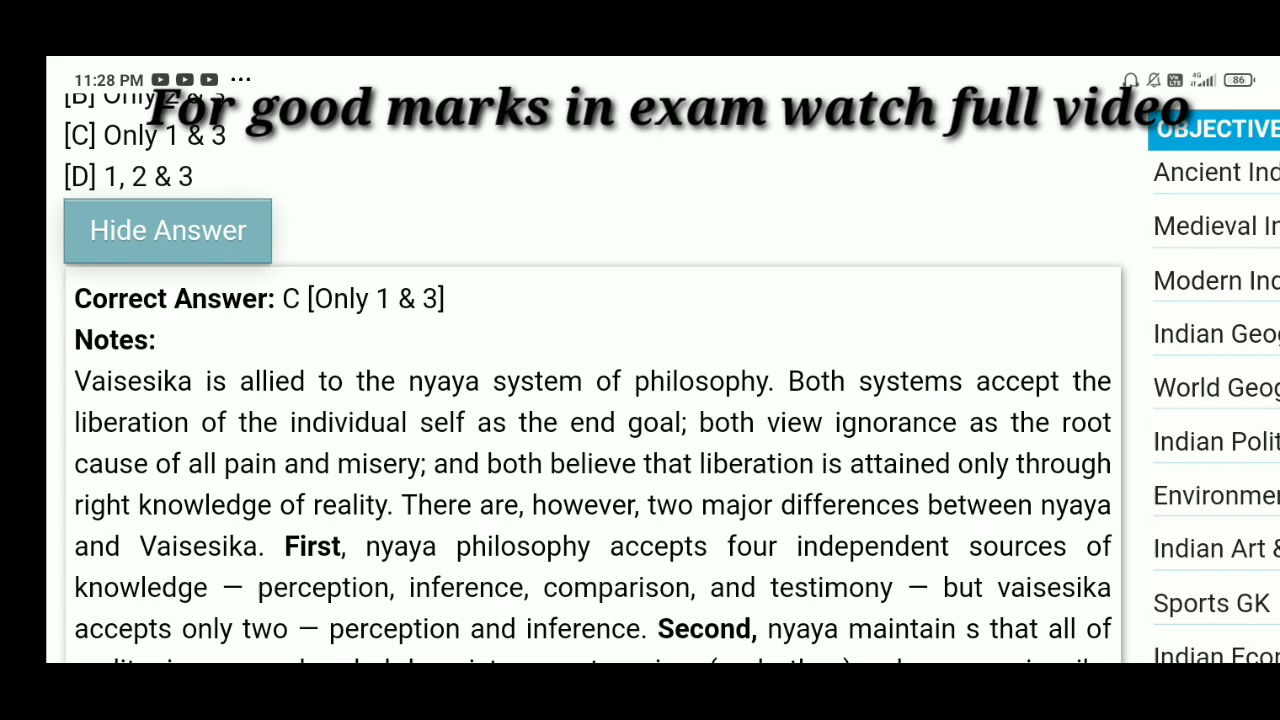 11:28 PM
For good marks in exam watch full video
[B] Only 2 & 3
[C] Only 1 & 3
[D] 1, 2 & 3
Hide Answer
Correct Answer: C [Only 1 & 3]
Notes:
Vaisesika is allied to the nyaya system of philosophy. Both systems accept the
liberation of the individual self as the end goal; both view ignorance as the root
cause of all pain and misery; and both believe that liberation is attained only through
right knowledge of reality. There are, however, two major differences between nyaya
and Vaisesika. First, nyaya philosophy accepts four independent sources of
knowledge — perception, inference, comparison, and testimony — but vaisesika
accepts only two — perception and inference. Second, nyaya maintain s that all of
86
OBJECTIVE
Ancient Ind
Medieval In
Modern Ind
Indian Geog
World Geog
Indian Polit
Environmer
Indian Art &
Sports GK
Indian Econ